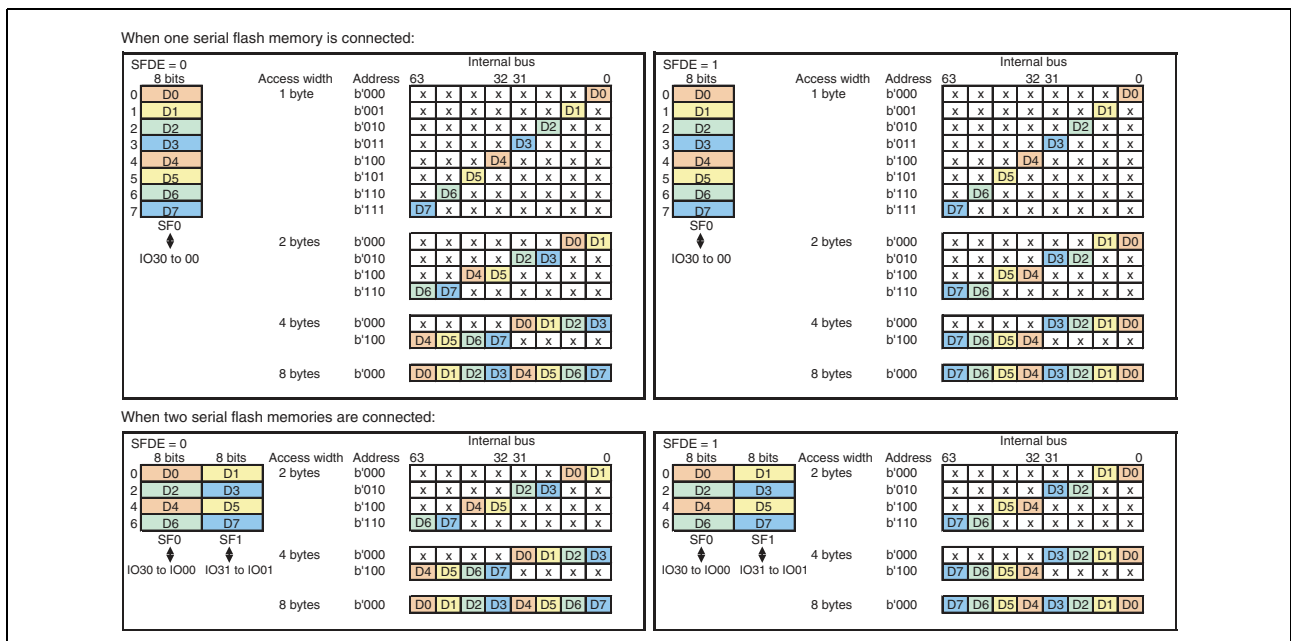 When one serial flash memory is connected:
SFDE = 0
Internal bus
8 bits Access width Address 63 32 31 0
0 D0 1 byte b'000 x x x x x x x D0
1 D1 b'001 x x x x x x D1 x
2 D2 b'010 x x x x x D2 x x
3 D3 b'011 x x x x D3 x x x
4 D4 b'100 x x x D4 x x x x
5 D5 b'101 x x D5 x x x x x
6 D6 b'110 x D6 x x x x x x
7 D7 b'111 D7 x x x x x x x
SF0
2 bytes b'000 x x x x x x D0 D1
IO30 to 00 b'010 x x x x D2 D3 x x
b'100 x x D4 D5 x x x x
b'110 D6 D7 x x x x x x
4 bytes b'000 x x x x D0 D1 D2 D3
b'100 D4 D5 D6 D7 x x x x
8 bytes b'000 D0 D1 D2 D3 D4 D5 D6 D7
SFDE = 1
Internal bus
8 bits Access width Address 63 32 31 0
0 D0 1 byte b'000 x x x x x x x D0
1 D1 b'001 x x x x x x D1 x
2 D2 b'010 x x x x x D2 x x
3 D3 b'011 x x x x D3 x x x
4 D4 b'100 x x x D4 x x x x
5 D5 b'101 x x D5 x x x x x
6 D6 b'110 x D6 x x x x x x
7 D7 b'111 D7 x x x x x x x
SF0
2 bytes b'000 x x x x x x D1 D0
IO30 to 00 b'010 x x x x D3 D2 x x
b'100 x x D5 D4 x x x x
b'110 D7 D6 x x x x x x
4 bytes b'000 x x x x D3 D2 D1 D0
b'100 D7 D6 D5 D4 x x x x
8 bytes b'000 D7 D6 D5 D4 D3 D2 D1 D0
When two serial flash memories are connected:
SFDE = 0
Internal bus
8 bits 8 bits Access width Address 63 32 31 0
0 D0 D1 2 bytes b'000 x x x x x x D0 D1
2 D2 D3 b'010 x x x x D2 D3 x x
4 D4 D5 b'100 x x D4 D5 x x x x
6 D6 D7 b'110 D6 D7 x x x x x x
SF0 SF1
4 bytes b'000 x x x x D0 D1 D2 D3
IO30 to IO00 IO31 to IO01 b'100 D4 D5 D6 D7 x x x x
8 bytes b'000 D0 D1 D2 D3 D4 D5 D6 D7
SFDE = 1
Internal bus
8 bits 8 bits Access width Address 63 32 31 0
0 D0 D1 2 bytes b'000 x x x x x x D1 D0
2 D2 D3 b'010 x x x x D3 D2 x x
4 D4 D5 b'100 x x D5 D4 x x x x
6 D6 D7 b'110 D7 D6 x x x x x x
SF0 SF1
4 bytes b'000 x x x x D3 D2 D1 D0
IO30 to IO00 IO31 to IO01 b'100 D7 D6 D5 D4 x x x x
8 bytes b'000 D7 D6 D5 D4 D3 D2 D1 D0